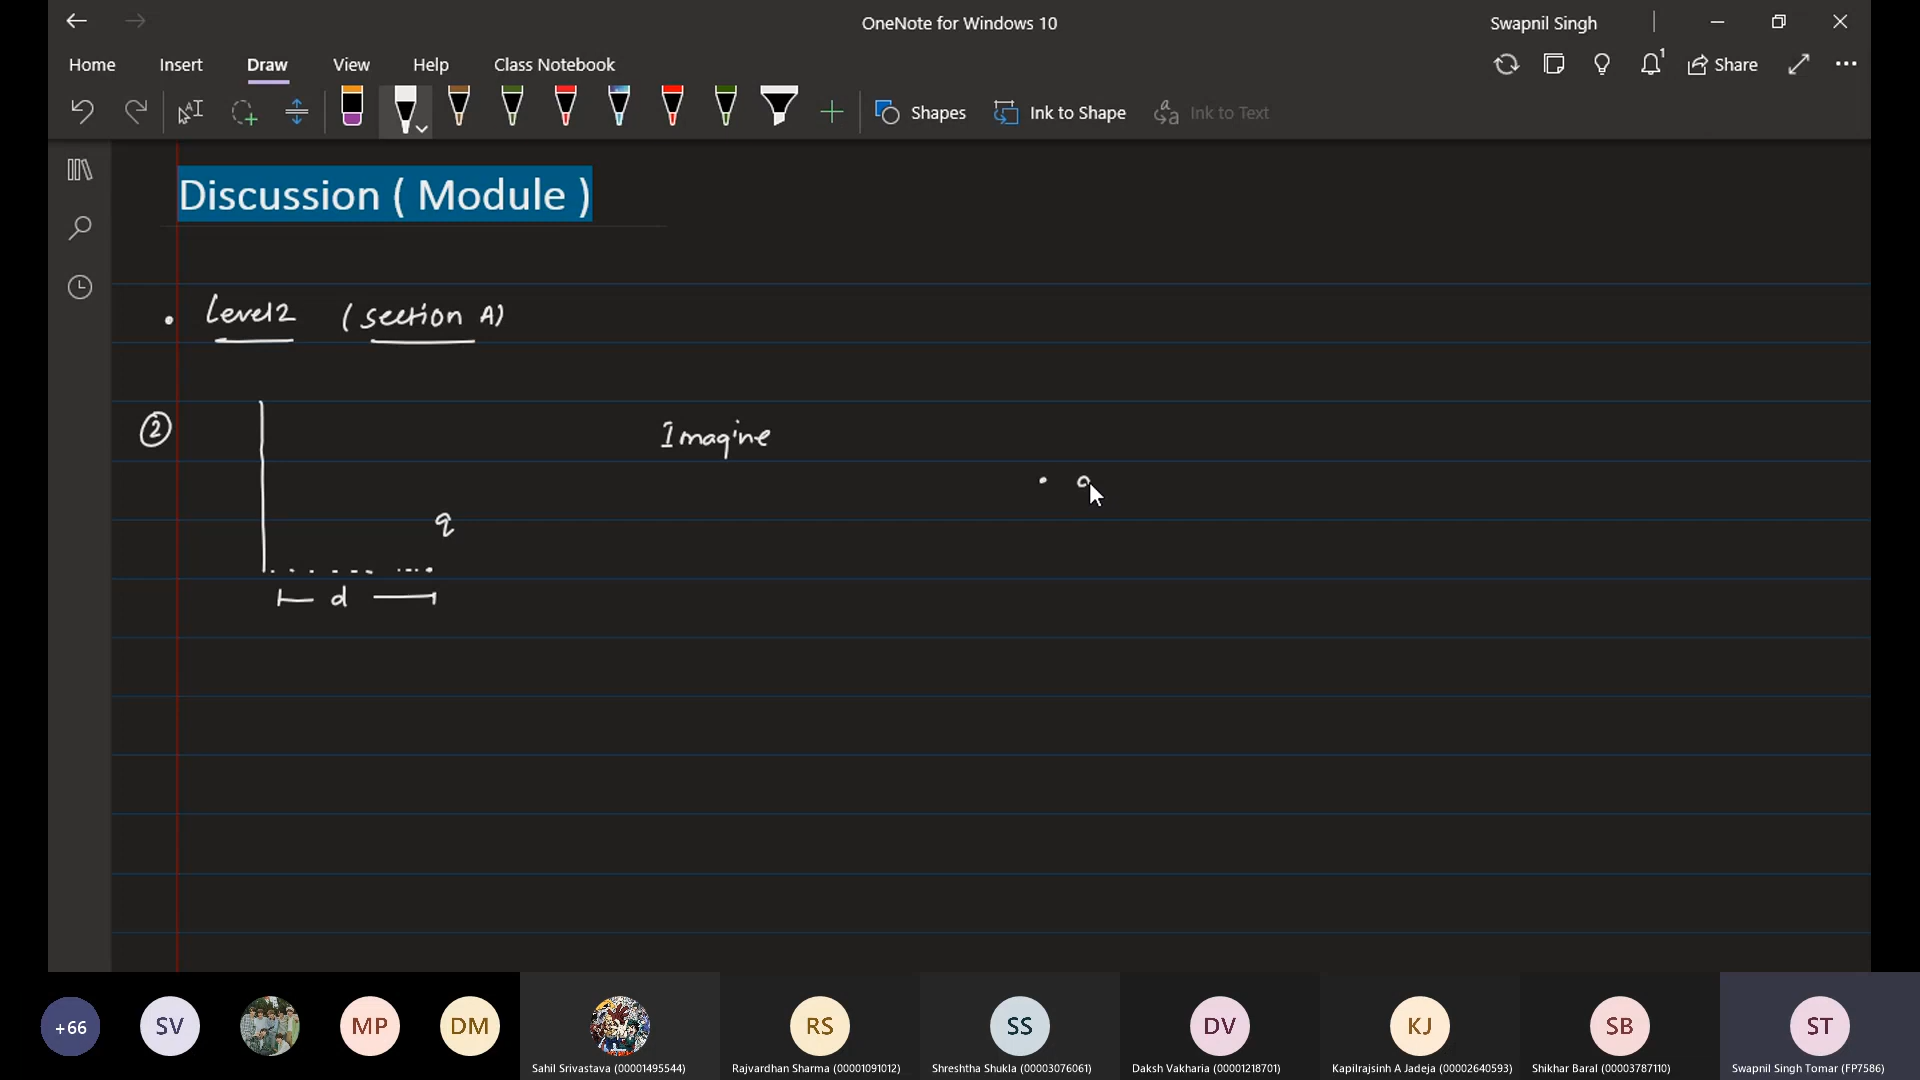 OneNote for Windows 10
Swapnil Singh
Home Insert Draw View Help Class Notebook
1 Share
Shapes Ink to Shape Ink to Text
Discussion ( Module )
• Level 2 (section A)
② Imagine
q
d
+66 SV MP DM RS SS DV KJ SB ST
Sahil Srivastava (00001495544) Rajvardhan Sharma (00001091012) Shreshtha Shukla (00003076061) Daksh Vakharia (00001218701) Kapilrajsinh A Jadeja (00002640593) Shikhar Baral (00003787110) Swapnil Singh Tomar (FP7586)